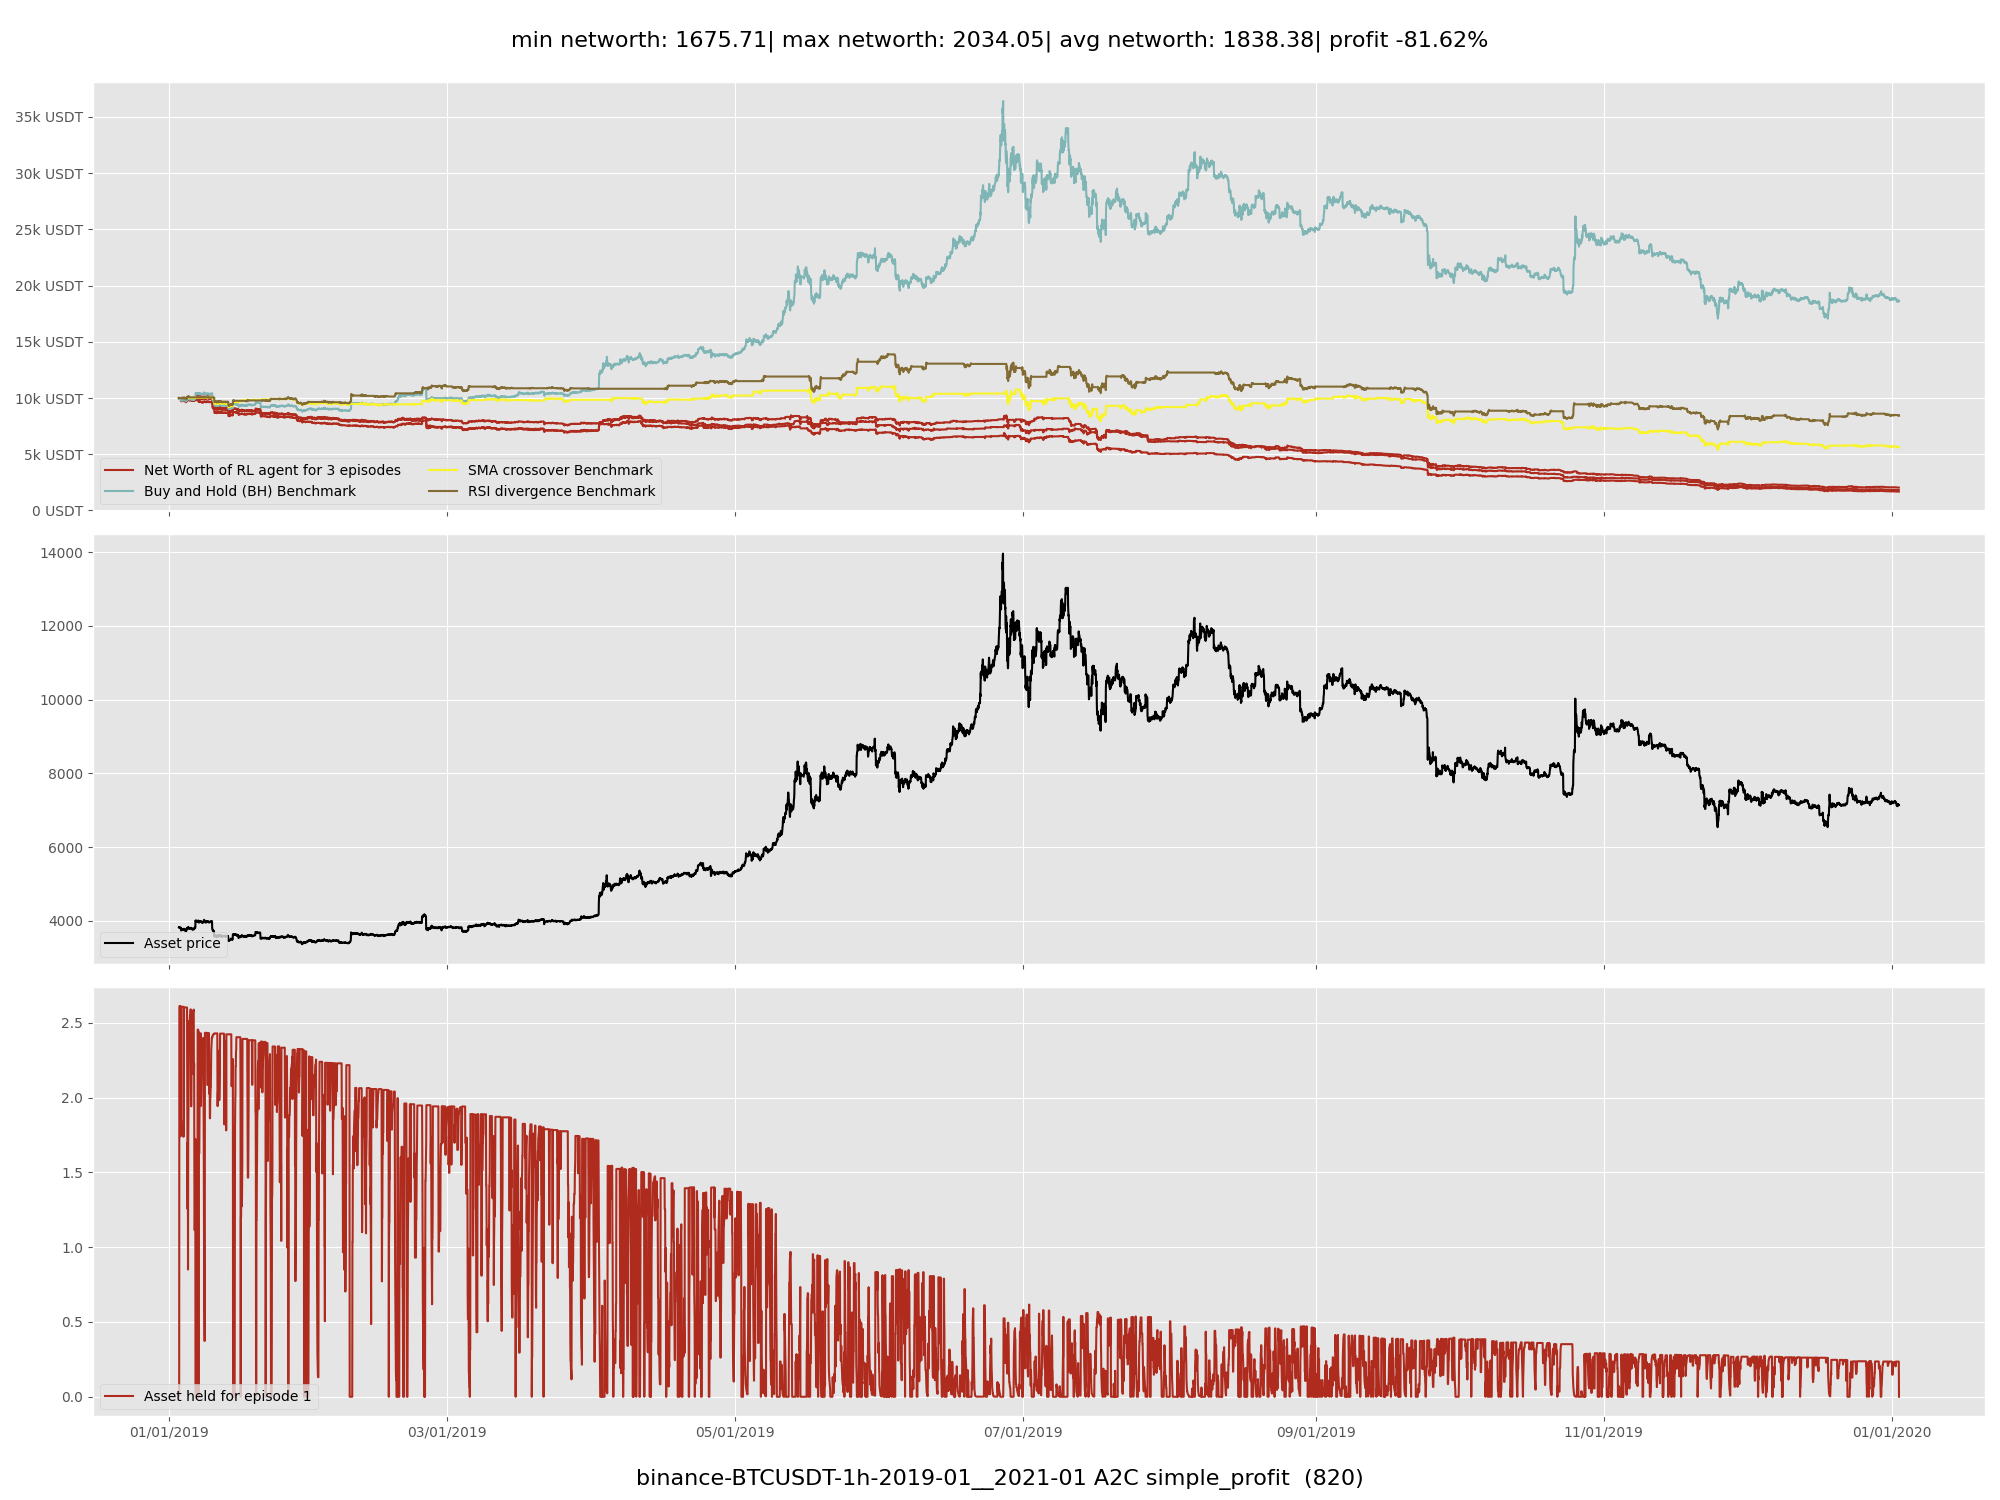 min networth: 1675.71| max networth: 2034.05| avg networth: 1838.38| profit -81.62%
35k USDT
30k USDT
25k USDT
20k USDT
15k USDT
10k USDT
5k USDT
0 USDT
Net Worth of RL agent for 3 episodes
Buy and Hold (BH) Benchmark
SMA crossover Benchmark
RSI divergence Benchmark
14000
12000
10000
8000
6000
4000
Asset price
2.5
2.0
1.5
1.0
0.5
0.0
Asset held for episode 1
01/01/2019 03/01/2019 05/01/2019 07/01/2019 09/01/2019 11/01/2019 01/01/2020
binance-BTCUSDT-1h-2019-01__2021-01 A2C simple_profit (820)